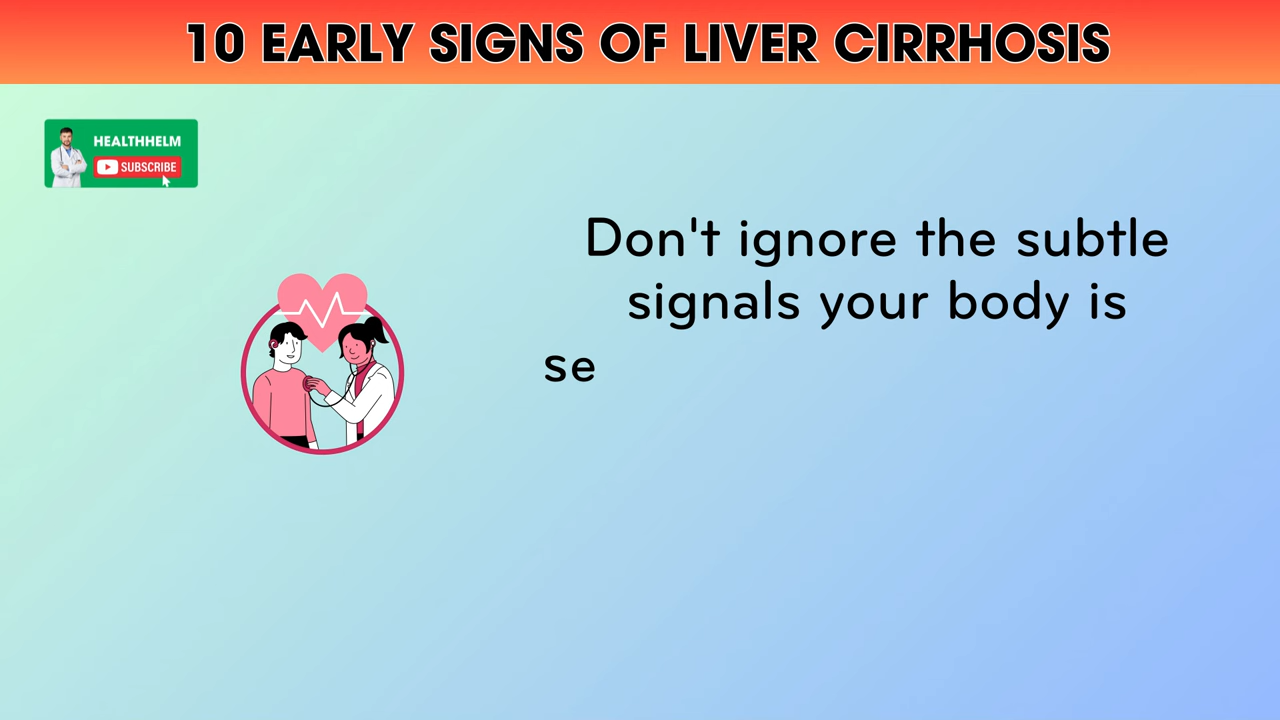 10 EARLY SIGNS OF LIVER CIRRHOSIS
HEALTHHELM
SUBSCRIBE
Don't ignore the subtle
signals your body is
se